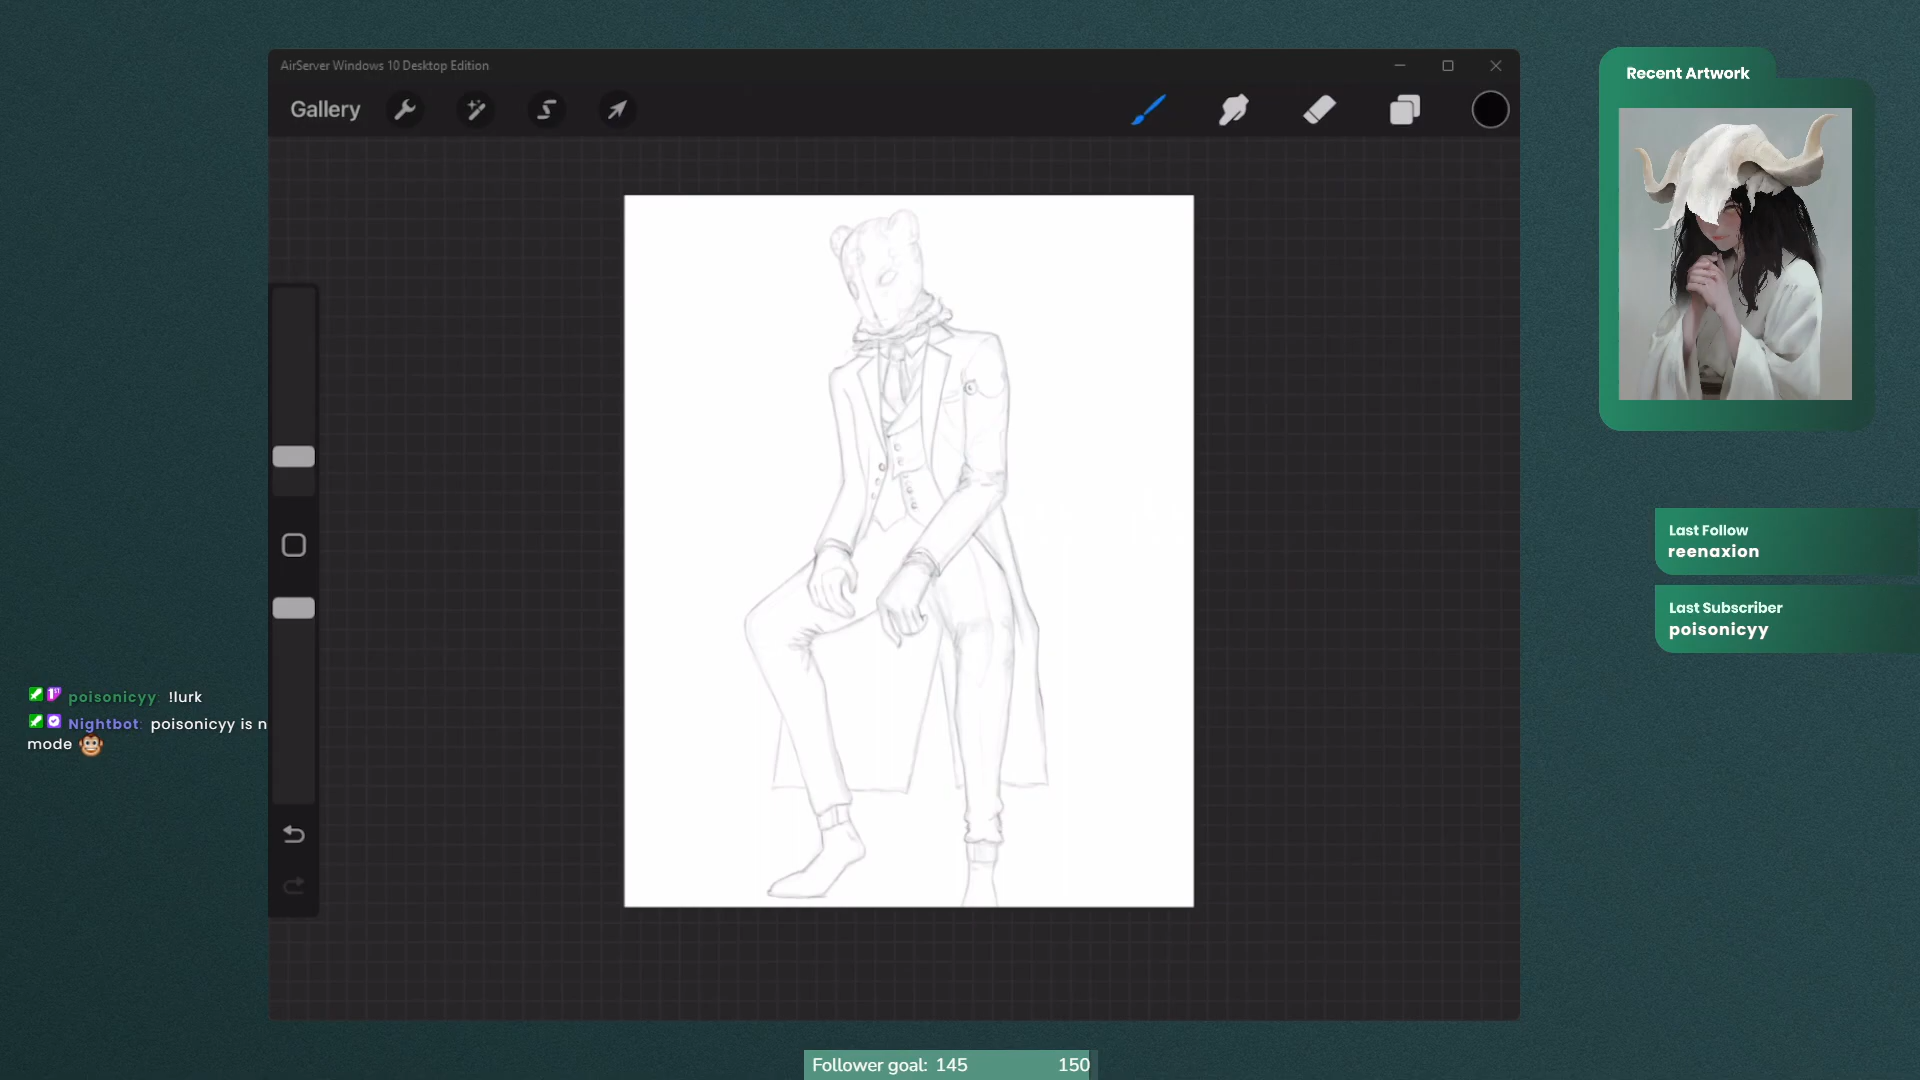 AirServer Windows 10 Desktop Edition
Gallery
Recent Artwork
Last Follow
reenaxion
Last Subscriber
poisonicyy
poisonicyy: !lurk
Nightbot: poisonicyy is n
mode
Follower goal: 145 150